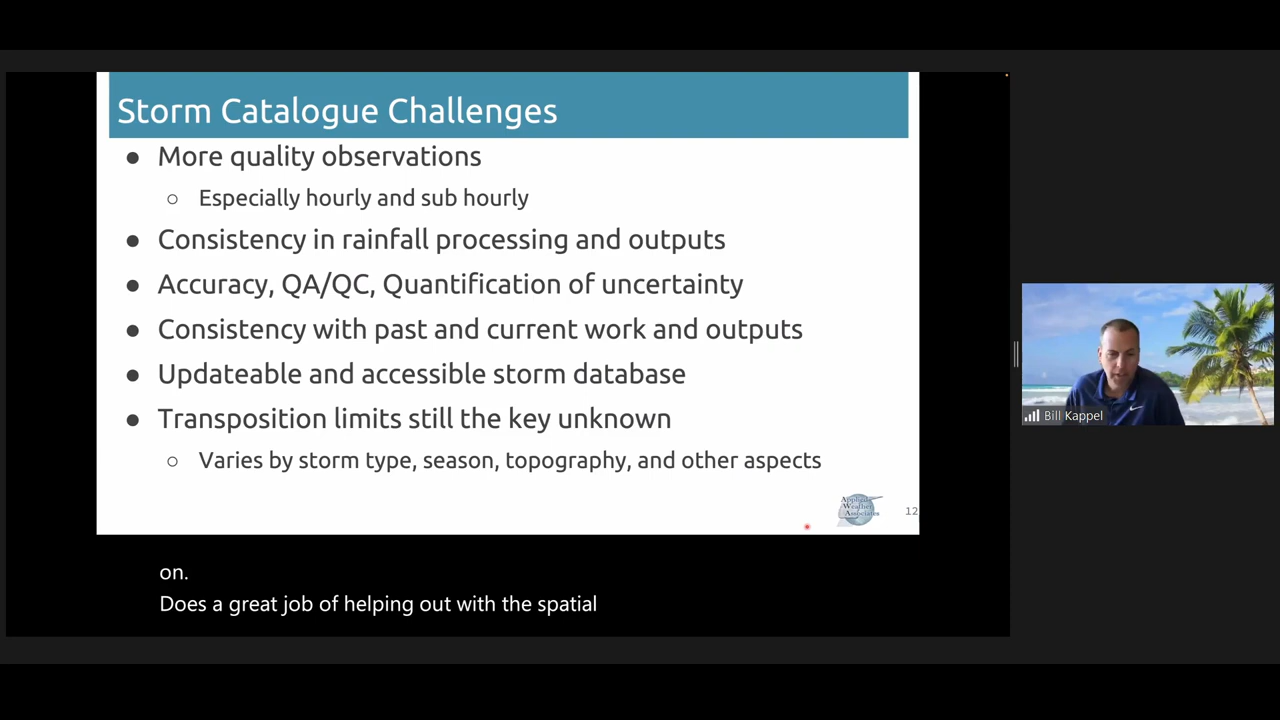 Storm Catalogue Challenges
● More quality observations
○ Especially hourly and sub hourly
● Consistency in rainfall processing and outputs
● Accuracy, QA/QC, Quantification of uncertainty
● Consistency with past and current work and outputs
● Updateable and accessible storm database
● Transposition limits still the key unknown
○ Varies by storm type, season, topography, and other aspects
Applied
Weather
Associates
12
Bill Kappel
on.
Does a great job of helping out with the spatial